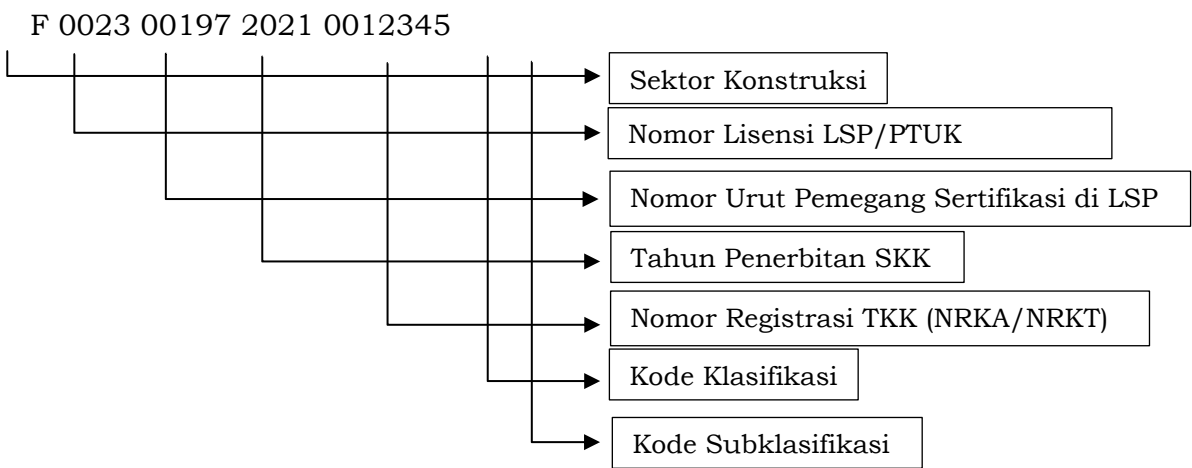 F 0023 00197 2021 0012345
Sektor Konstruksi
Nomor Lisensi LSP/PTUK
Nomor Urut Pemegang Sertifikasi di LSP
Tahun Penerbitan SKK
Nomor Registrasi TKK (NRKA/NRKT)
Kode Klasifikasi
Kode Subklasifikasi